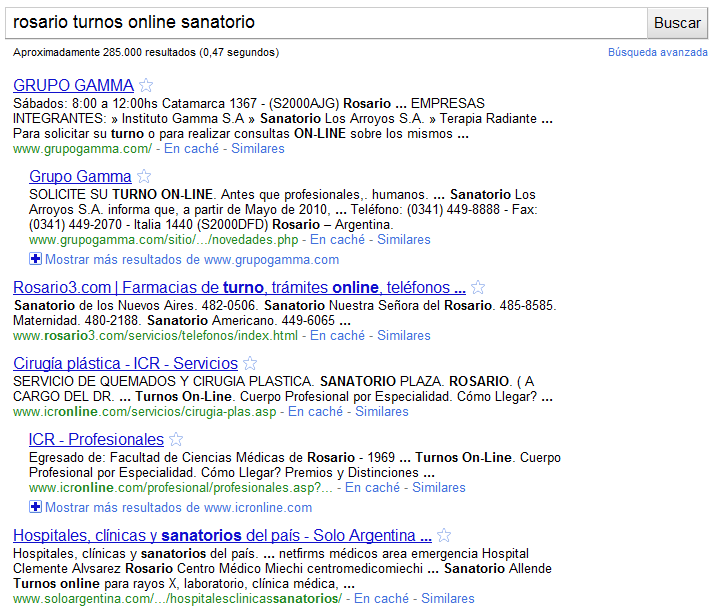 rosario turnos online sanatorio
Buscar
Aproximadamente 285.000 resultados (0,47 segundos)
Búsqueda avanzada
GRUPO GAMMA
Sábados: 8:00 a 12:00hs Catamarca 1367 - (S2000AJG) Rosario ... EMPRESAS
INTEGRANTES: » Instituto Gamma S.A » Sanatorio Los Arroyos S.A. » Terapia Radiante ...
Para solicitar su turno o para realizar consultas ON-LINE sobre los mismos ...
www.grupogamma.com/ - En caché - Similares
Grupo Gamma
SOLICITE SU TURNO ON-LINE. Antes que profesionales,. humanos. ... Sanatorio Los
Arroyos S.A. informa que, a partir de Mayo de 2010, ... Teléfono: (0341) 449-8888 - Fax:
(0341) 449-2070 - Italia 1440 (S2000DFD) Rosario – Argentina.
www.grupogamma.com/sitio/.../novedades.php - En caché - Similares
Mostrar más resultados de www.grupogamma.com
Rosario3.com | Farmacias de turno, trámites online, teléfonos ...
Sanatorio de los Nuevos Aires. 482-0506. Sanatorio Nuestra Señora del Rosario. 485-8585.
Maternidad. 480-2188. Sanatorio Americano. 449-6065 ...
www.rosario3.com/servicios/telefonos/index.html - En caché - Similares
Cirugía plástica - ICR - Servicios
SERVICIO DE QUEMADOS Y CIRUGIA PLASTICA. SANATORIO PLAZA. ROSARIO. ( A
CARGO DEL DR. ... Turnos On-Line. Cuerpo Profesional por Especialidad. Cómo Llegar? ...
www.icronline.com/servicios/cirugia-plas.asp - En caché - Similares
ICR - Profesionales
Egresado de: Facultad de Ciencias Médicas de Rosario - 1969 ... Turnos On-Line. Cuerpo
Profesional por Especialidad. Cómo Llegar? Premios y Distinciones ...
www.icronline.com/profesional/profesionales.asp?... - En caché - Similares
Mostrar más resultados de www.icronline.com
Hospitales, clínicas y sanatorios del país - Solo Argentina ...
Hospitales, clínicas y sanatorios del país. ... netfirms médicos area emergencia Hospital
Clemente Alvsarez Rosario Centro Médico Miechi centromedicomiechi ... Sanatorio Allende
Turnos online para rayos X, laboratorio, clínica médica, ...
www.soloargentina.com/.../hospitalesclinicassanatorios/ - En caché - Similares